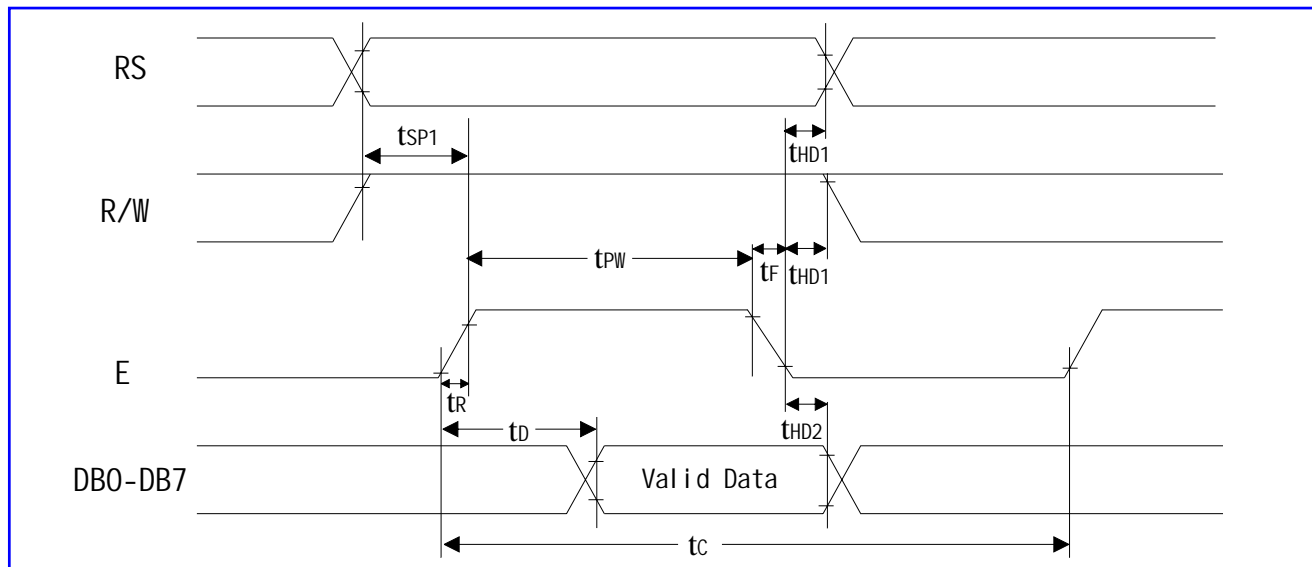 RS
tSP1
tHD1
R/W
tPW
tF
tHD1
E
tR
tHD2
tD
DB0-DB7
Valid Data
tC